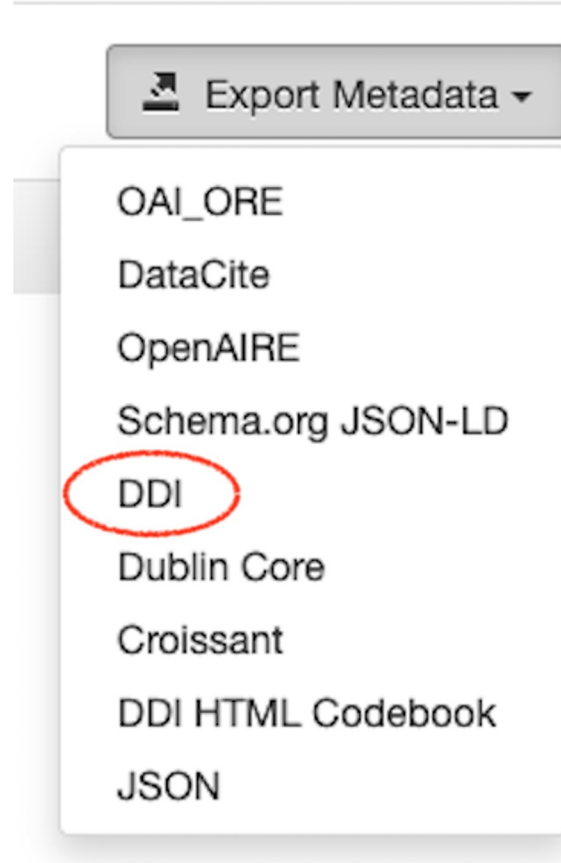 Export Metadata
OAI_ORE
DataCite
OpenAIRE
Schema.org JSON-LD
DDI
Dublin Core
Croissant
DDI HTML Codebook
JSON